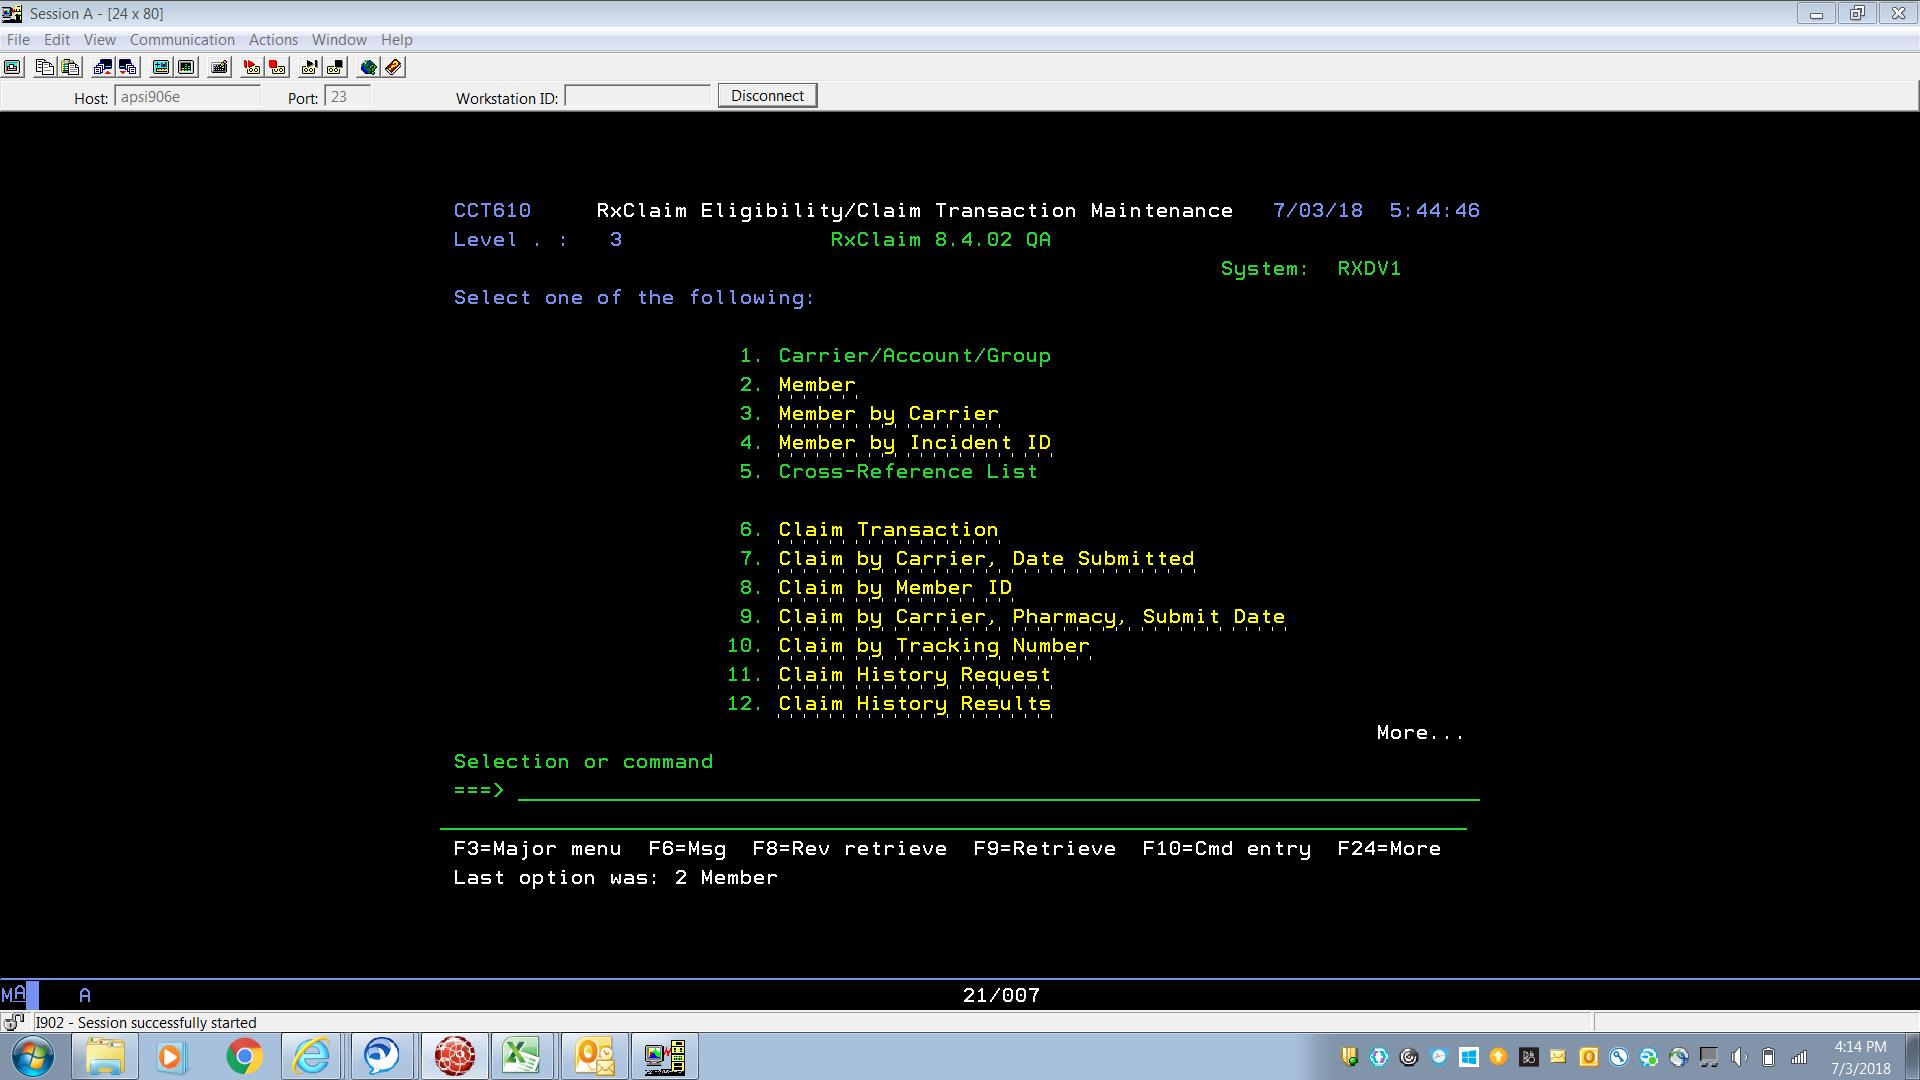 Session A - [24 x 80]
File Edit View Communication Actions Window Help
Host: apsi906e Port: 23 Workstation ID: Disconnect
CCT610 RxClaim Eligibility/Claim Transaction Maintenance 7/03/18 5:44:46
Level . : 3 RxClaim 8.4.02 QA
System: RXDV1
Select one of the following:
1. Carrier/Account/Group
2. Member
3. Member by Carrier
4. Member by Incident ID
5. Cross-Reference List
6. Claim Transaction
7. Claim by Carrier, Date Submitted
8. Claim by Member ID
9. Claim by Carrier, Pharmacy, Submit Date
10. Claim by Tracking Number
11. Claim History Request
12. Claim History Results
More...
Selection or command
===>
F3=Major menu F6=Msg F8=Rev retrieve F9=Retrieve F10=Cmd entry F24=More
Last option was: 2 Member
MA A 21/007
I902 - Session successfully started
4:14 PM
7/3/2018